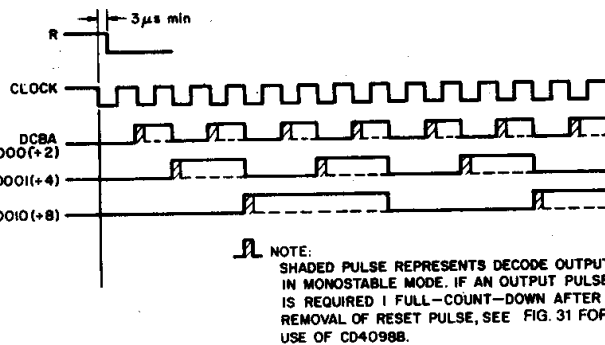 3μs min
R
CLOCK
DCBA
000(÷2)
0001(÷4)
0010(÷8)
NOTE:
SHADED PULSE REPRESENTS DECODE OUTPUT
IN MONOSTABLE MODE. IF AN OUTPUT PULSE
IS REQUIRED 1 FULL-COUNT-DOWN AFTER
REMOVAL OF RESET PULSE, SEE FIG. 31 FOR
USE OF CD4098B.